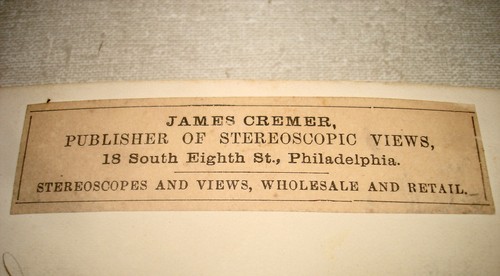 JAMES CREMER,
PUBLISHER OF STEREOSCOPIC VIEWS,
18 South Eighth St., Philadelphia.
STEREOSCOPES AND VIEWS, WHOLESALE AND RETAIL.